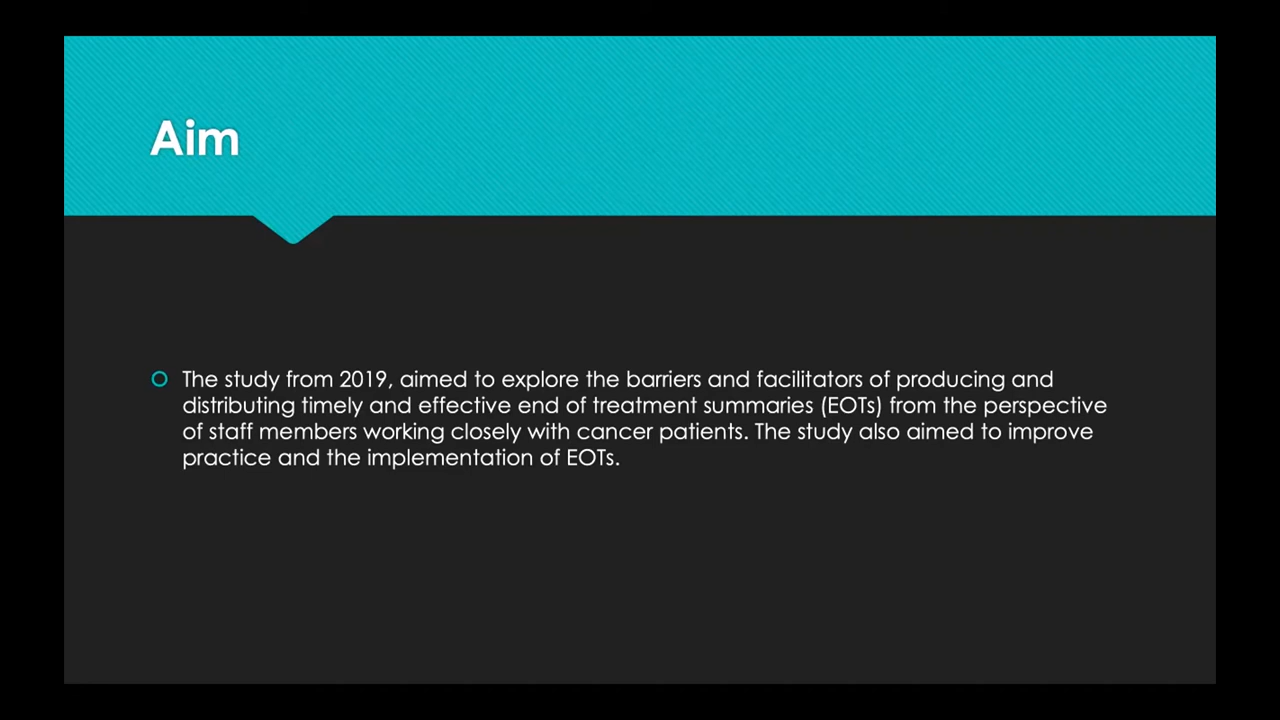 Aim
The study from 2019, aimed to explore the barriers and facilitators of producing and
distributing timely and effective end of treatment summaries (EOTs) from the perspective
of staff members working closely with cancer patients. The study also aimed to improve
practice and the implementation of EOTs.